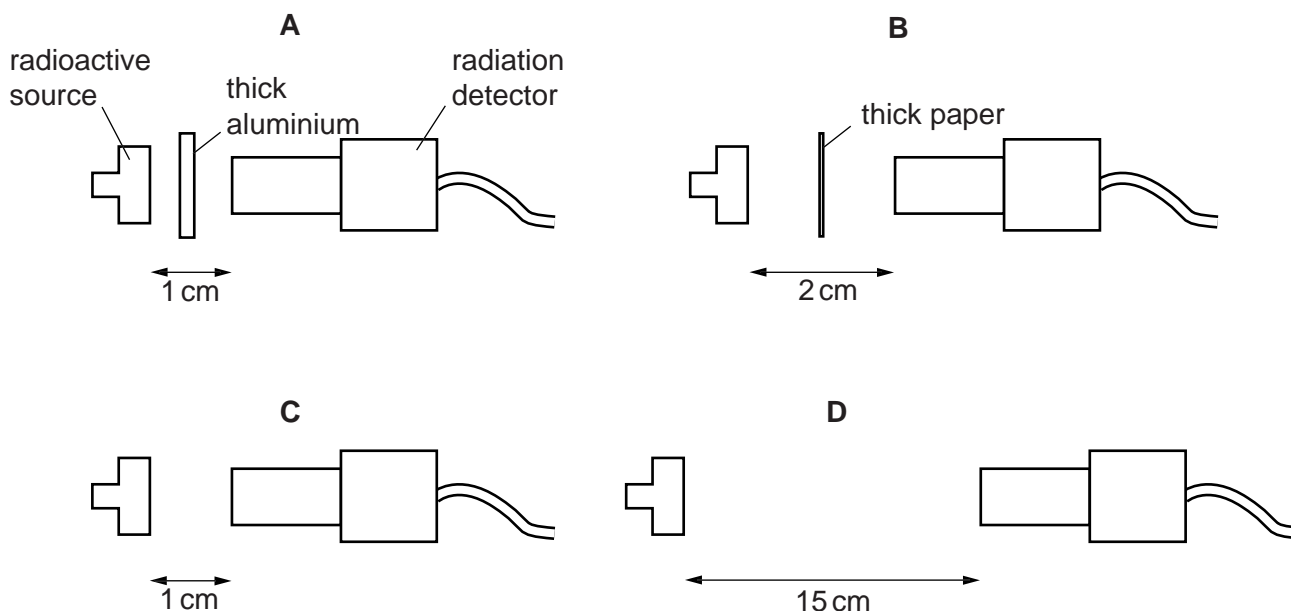 A
radioactive
source
thick
aluminium
radiation
detector
1 cm
B
thick paper
2 cm
C
1 cm
D
15 cm